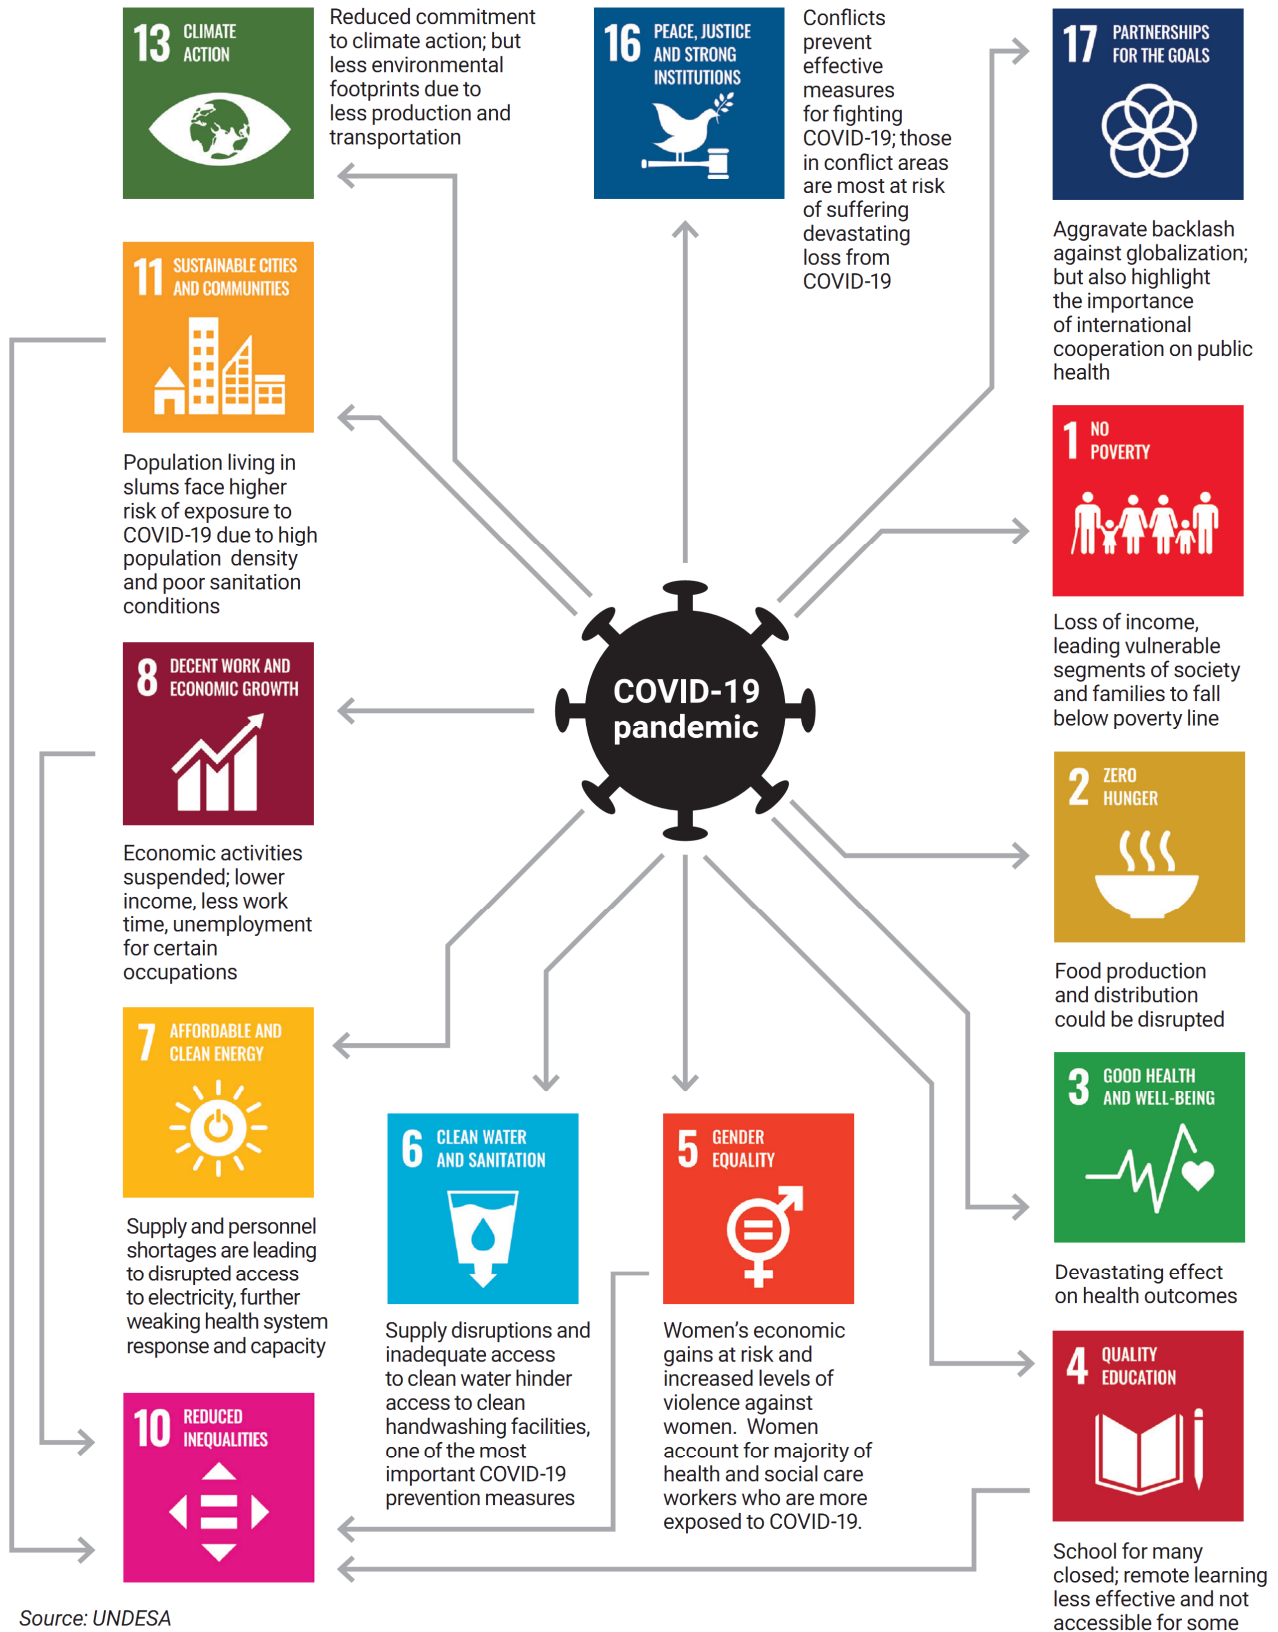 13 CLIMATE
ACTION
Reduced commitment
to climate action; but
less environmental
footprints due to
less production and
transportation
16 PEACE, JUSTICE
AND STRONG
INSTITUTIONS
Conflicts
prevent
effective
measures
for fighting
COVID-19; those
in conflict areas
are most at risk
of suffering
devastating
loss from
COVID-19
17 PARTNERSHIPS
FOR THE GOALS
Aggravate backlash
against globalization;
but also highlight
the importance
of international
cooperation on public
health
11 SUSTAINABLE CITIES
AND COMMUNITIES
Population living in
slums face higher
risk of exposure to
COVID-19 due to high
population density
and poor sanitation
conditions
1 NO
POVERTY
Loss of income,
leading vulnerable
segments of society
and families to fall
below poverty line
8 DECENT WORK AND
ECONOMIC GROWTH
Economic activities
suspended; lower
income, less work
time, unemployment
for certain
occupations
COVID-19
pandemic
2 ZERO
HUNGER
Food production
and distribution
could be disrupted
7 AFFORDABLE AND
CLEAN ENERGY
Supply and personnel
shortages are leading
to disrupted access
to electricity, further
weaking health system
response and capacity
6 CLEAN WATER
AND SANITATION
Supply disruptions and
inadequate access
to clean water hinder
access to clean
handwashing facilities,
one of the most
important COVID-19
prevention measures
5 GENDER
EQUALITY
Women's economic
gains at risk and
increased levels of
violence against
women. Women
account for majority of
health and social care
workers who are more
exposed to COVID-19.
3 GOOD HEALTH
AND WELL-BEING
Devastating effect
on health outcomes
4 QUALITY
EDUCATION
School for many
closed; remote learning
less effective and not
accessible for some
10 REDUCED
INEQUALITIES
Source: UNDESA